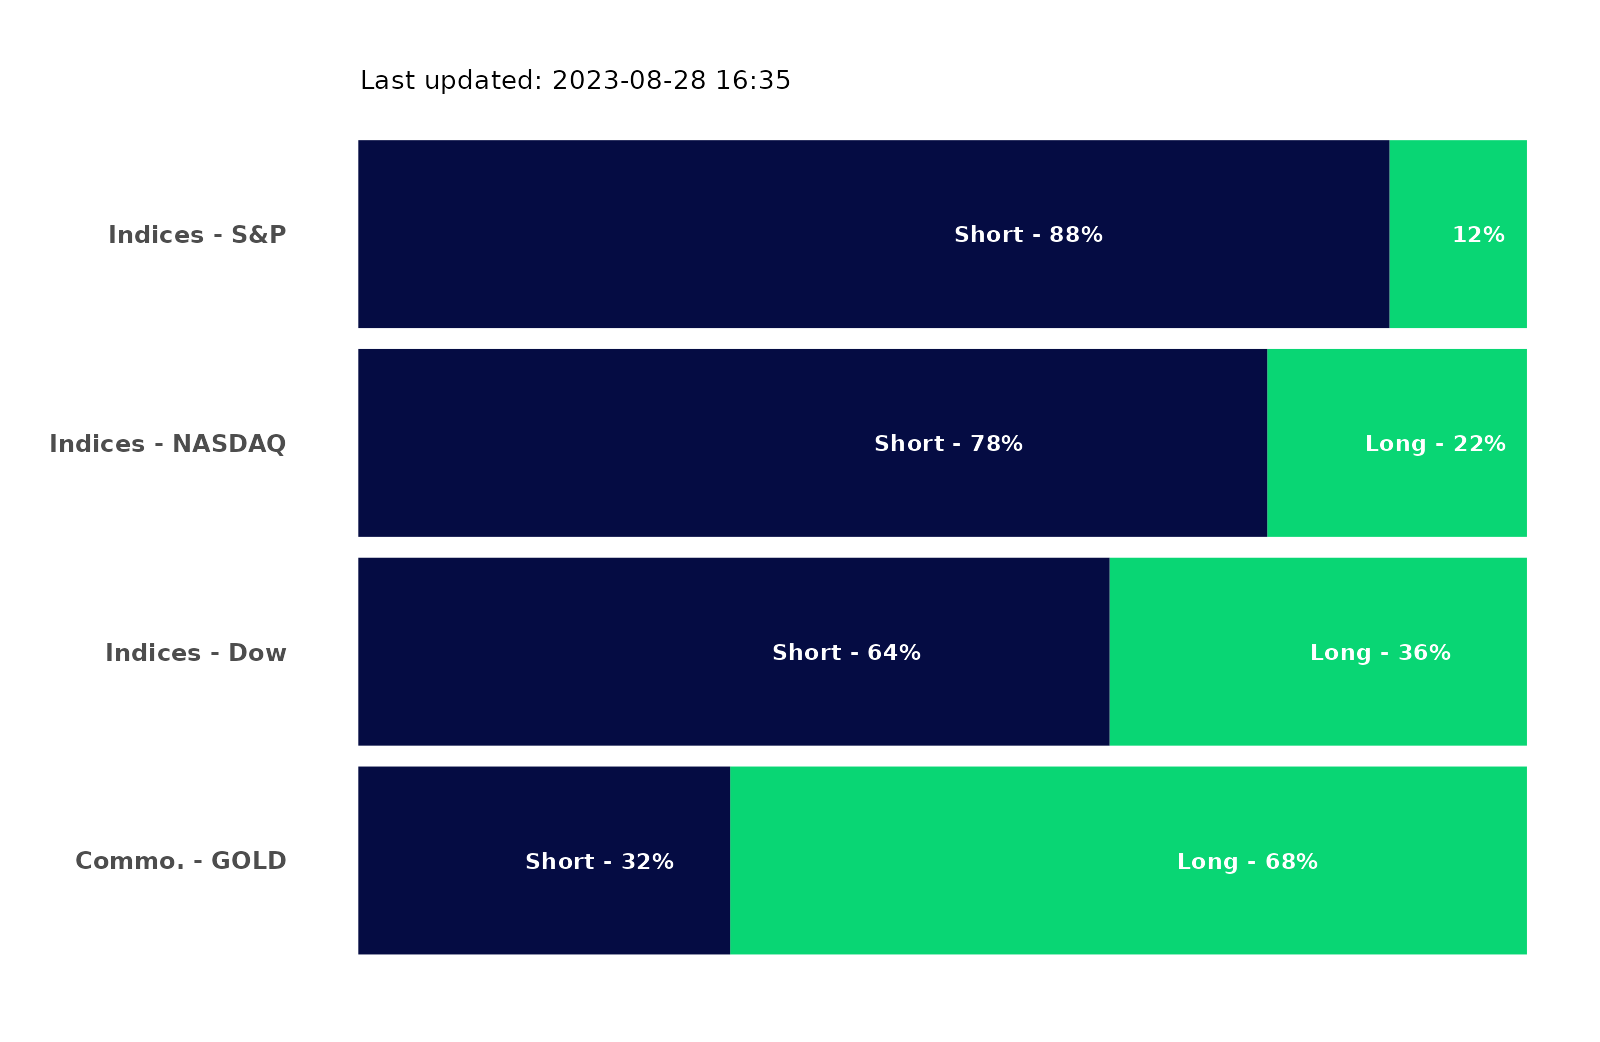 Last updated: 2023-08-28 16:35
Indices - S&P Short - 88% 12%
Indices - NASDAQ Short - 78% Long - 22%
Indices - Dow Short - 64% Long - 36%
Commo. - GOLD Short - 32% Long - 68%